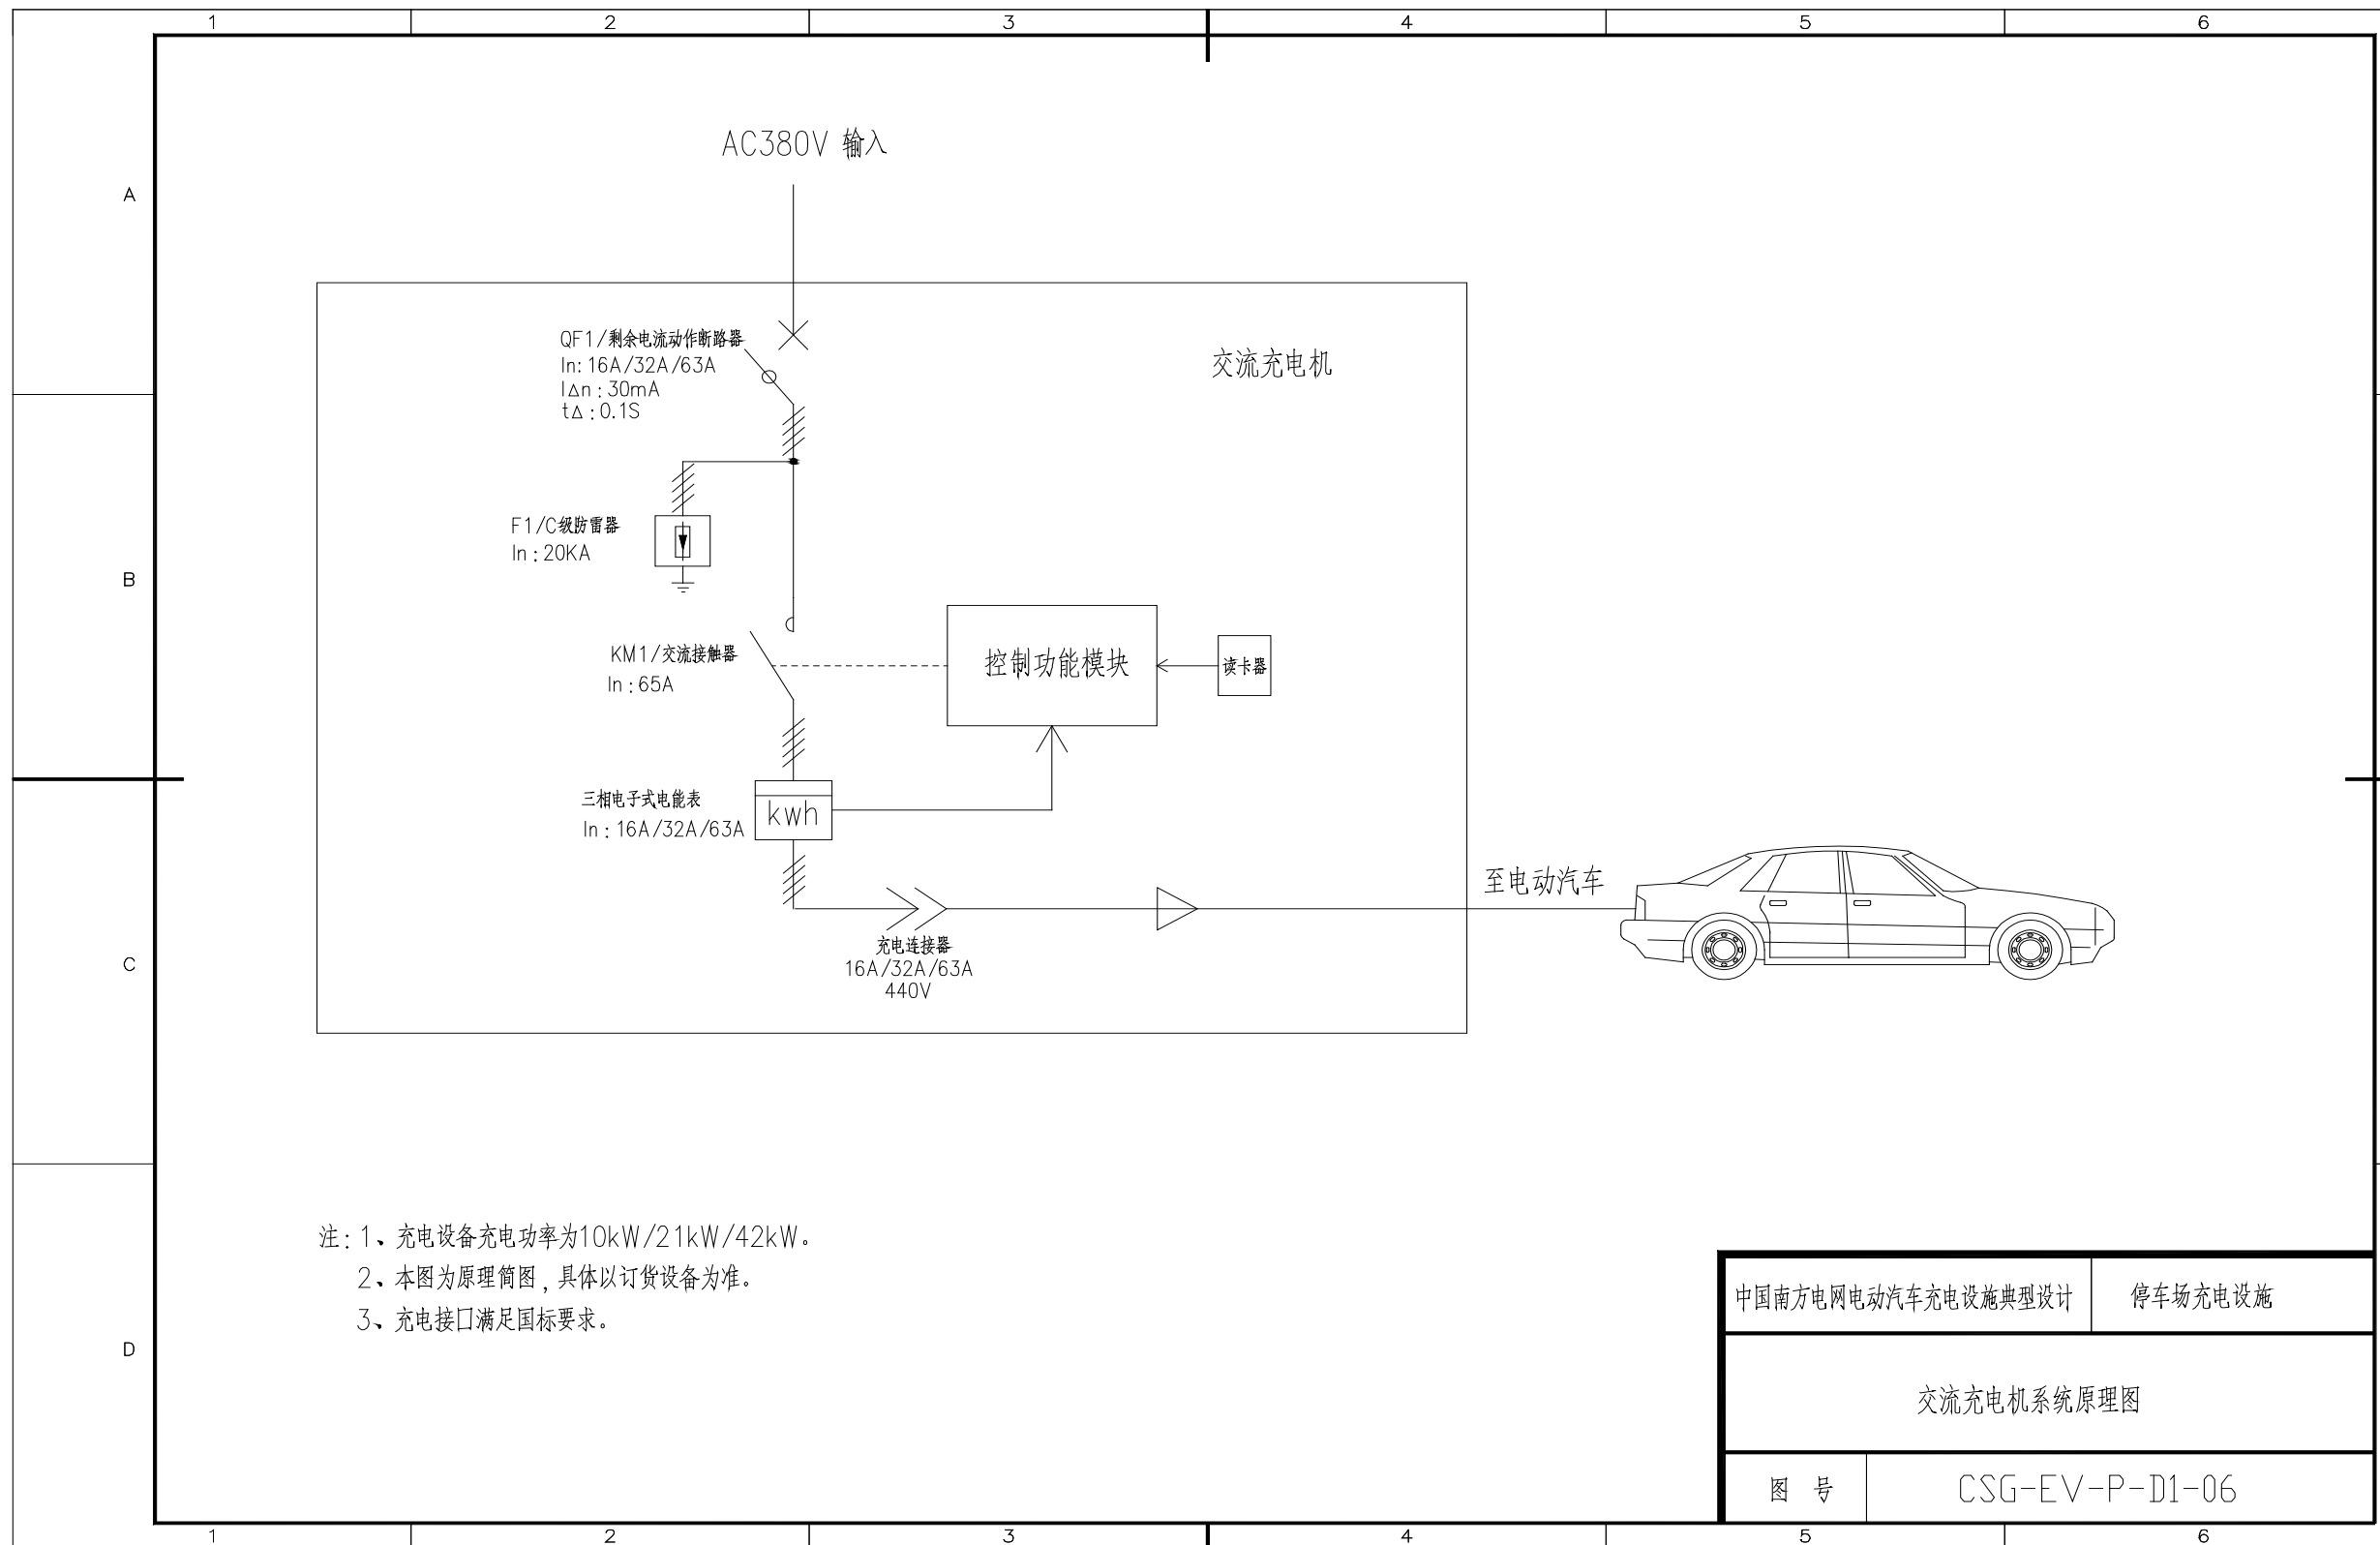 1 2 3 4 5 6
AC380V 输入
A
QF1/剩余电流动作断路器
In: 16A/32A/63A
I△n : 30mA
t△ : 0.1S
交流充电机
F1/C级防雷器
In : 20KA
B
KM1/交流接触器
In : 65A
控制功能模块
读卡器
三相电子式电能表
In : 16A/32A/63A
kwh
至电动汽车
充电连接器
16A/32A/63A
440V
C
注: 1、充电设备充电功率为10kW/21kW/42kW。
2、本图为原理简图, 具体以订货设备为准。
3、充电接口满足国标要求。
D
中国南方电网电动汽车充电设施典型设计 停车场充电设施
交流充电机系统原理图
图 号 CSG-EV-P-D1-06
1 2 3 4 5 6